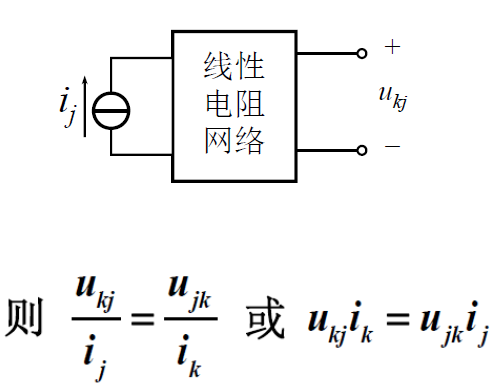 线性
电阻
网络
i_j
+
u_kj
−
则 u_kj/i_j = u_jk/i_k 或 u_kj i_k = u_jk i_j